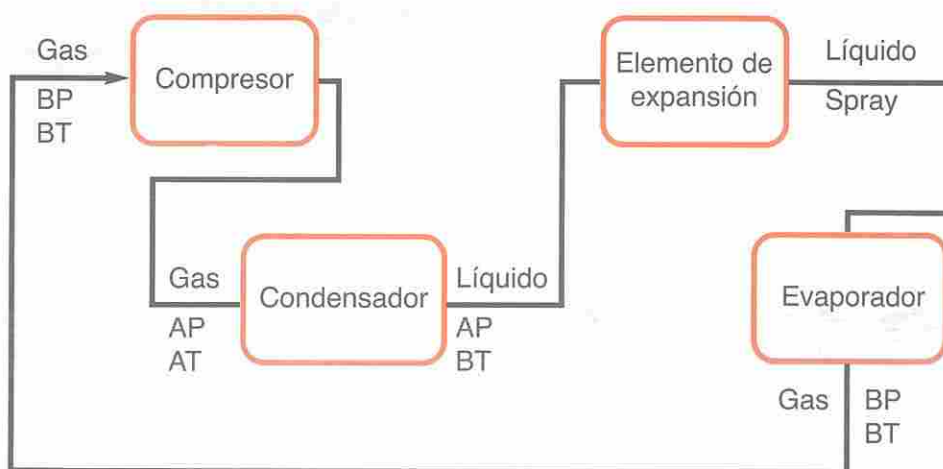 Gas
BP
BT
Compresor
Elemento de
expansión
Líquido
Spray
Gas
AP
AT
Condensador
Líquido
AP
BT
Evaporador
Gas
BP
BT